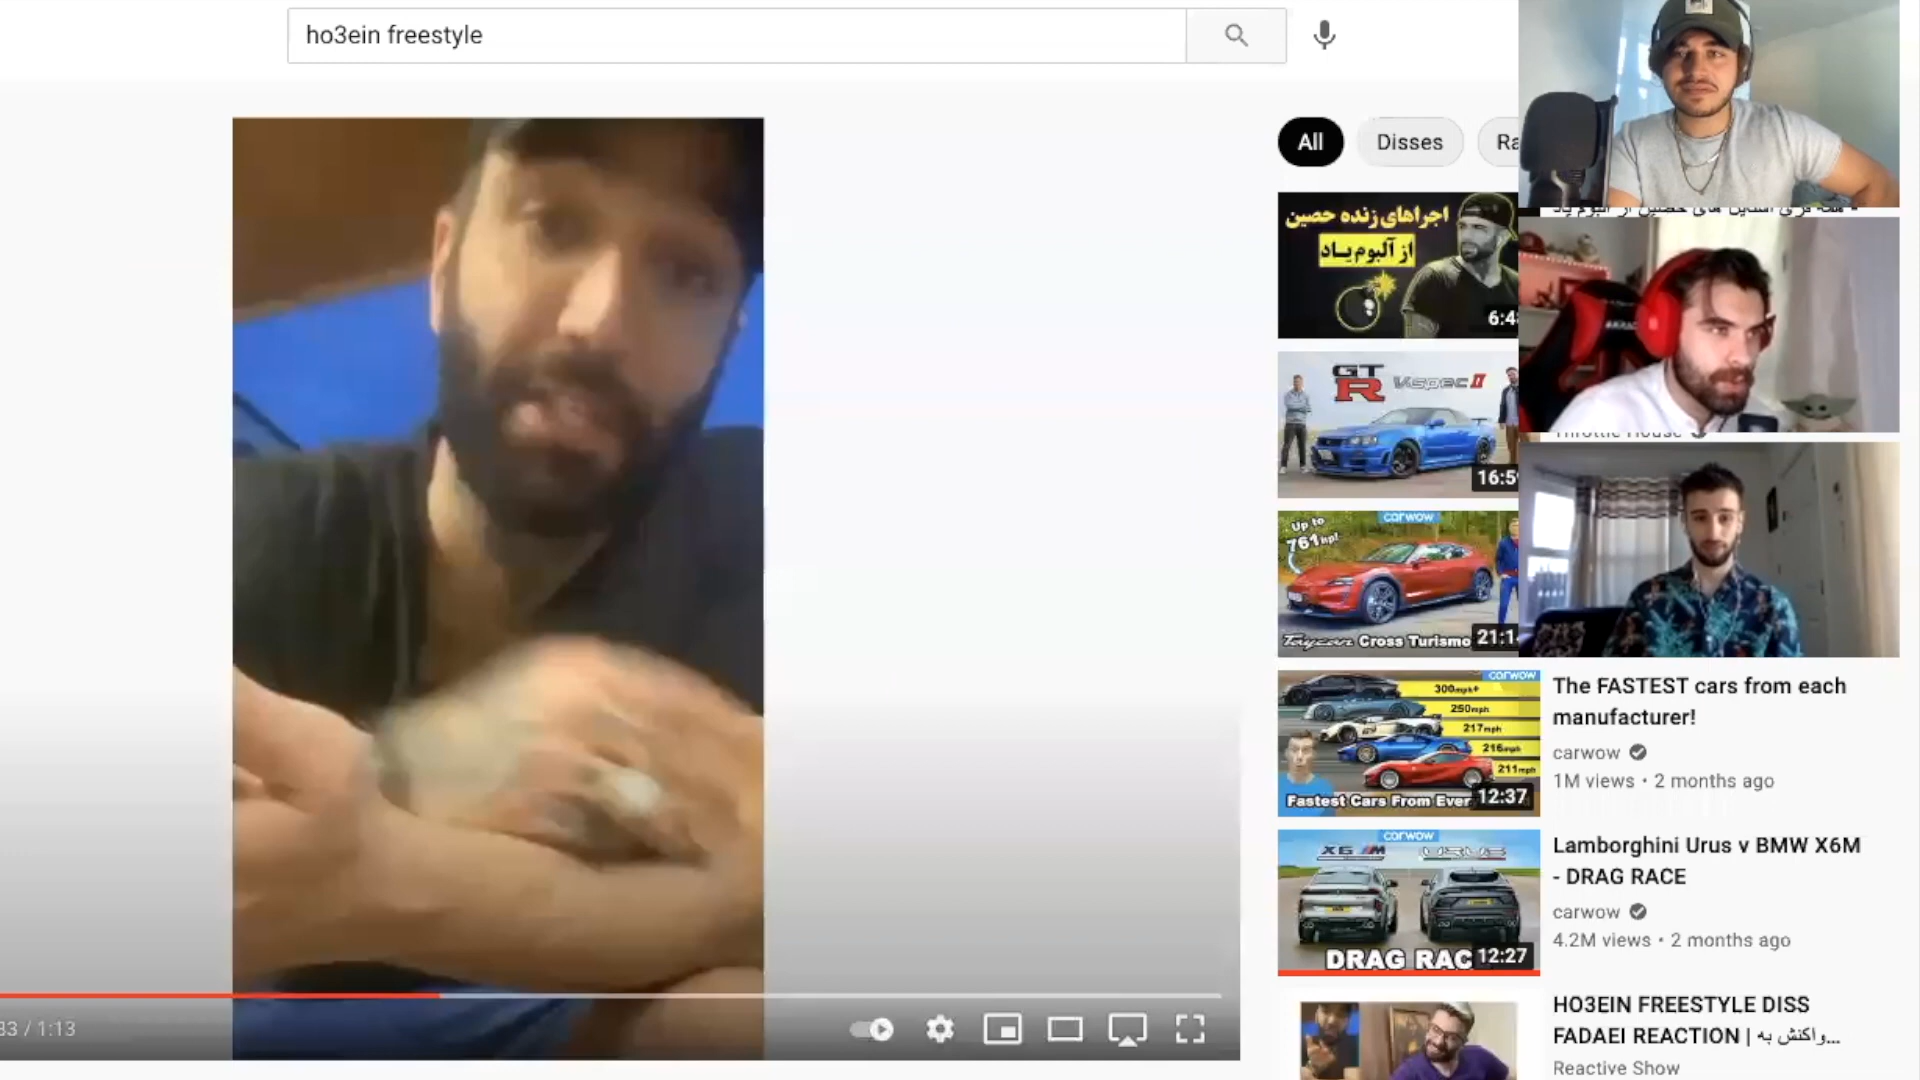 ho3ein freestyle
All
Disses
Ra
اجراهای زنده حصین
از آلبوم یاد
6:4
GT
R V·spec II
16:5
carwow
Up to
761hp!
Taycan Cross Turismo
21:1
carwow
300mph+
250mph
217mph
216mph
211mph
Fastest Cars From Ever
12:37
The FASTEST cars from each
manufacturer!
carwow
1M views • 2 months ago
carwow
X6 M
URUS
DRAG RAC
12:27
Lamborghini Urus v BMW X6M
- DRAG RACE
carwow
4.2M views • 2 months ago
HO3EIN FREESTYLE DISS
FADAEI REACTION | واکنش به...
Reactive Show
33 / 1:13